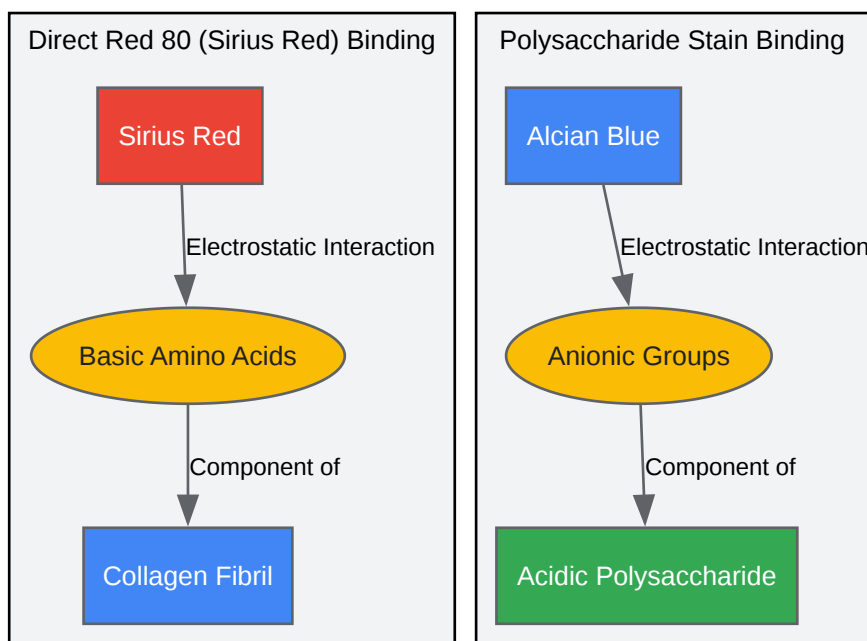 Direct Red 80 (Sirius Red) Binding
Sirius Red
Electrostatic Interaction
Basic Amino Acids
Component of
Collagen Fibril
Polysaccharide Stain Binding
Alcian Blue
Electrostatic Interaction
Anionic Groups
Component of
Acidic Polysaccharide